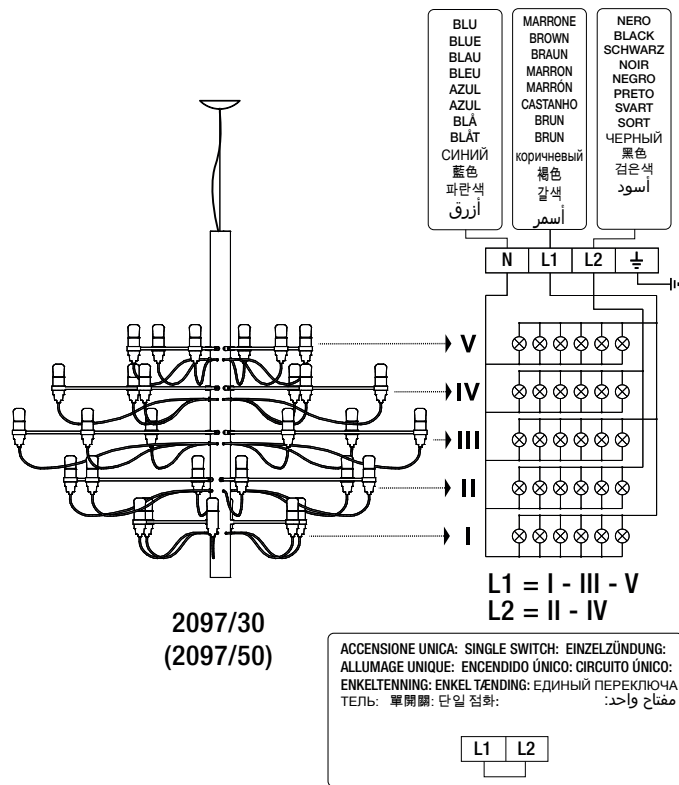 BLU
BLUE
BLAU
BLEU
AZUL
AZUL
BLÅ
BLÅT
СИНИЙ
藍色
파란색
أزرق
MARRONE
BROWN
BRAUN
MARRON
MARRÓN
CASTANHO
BRUN
BRUN
коричневый
褐色
갈색
أسمر
NERO
BLACK
SCHWARZ
NOIR
NEGRO
PRETO
SVART
SORT
ЧЕРНЫЙ
黑色
검은색
أسود
N L1 L2
V
IV
III
II
I
L1 = I - III - V
L2 = II - IV
2097/30
(2097/50)
ACCENSIONE UNICA: SINGLE SWITCH: EINZELZÜNDUNG:
ALLUMAGE UNIQUE: ENCENDIDO ÚNICO: CIRCUITO ÚNICO:
ENKELTENNING: ENKEL TÆNDING: ЕДИНЫЙ ПЕРЕКЛЮЧА
ТЕЛЬ: 單開關: 단일 점화: مفتاح واحد:
L1 L2